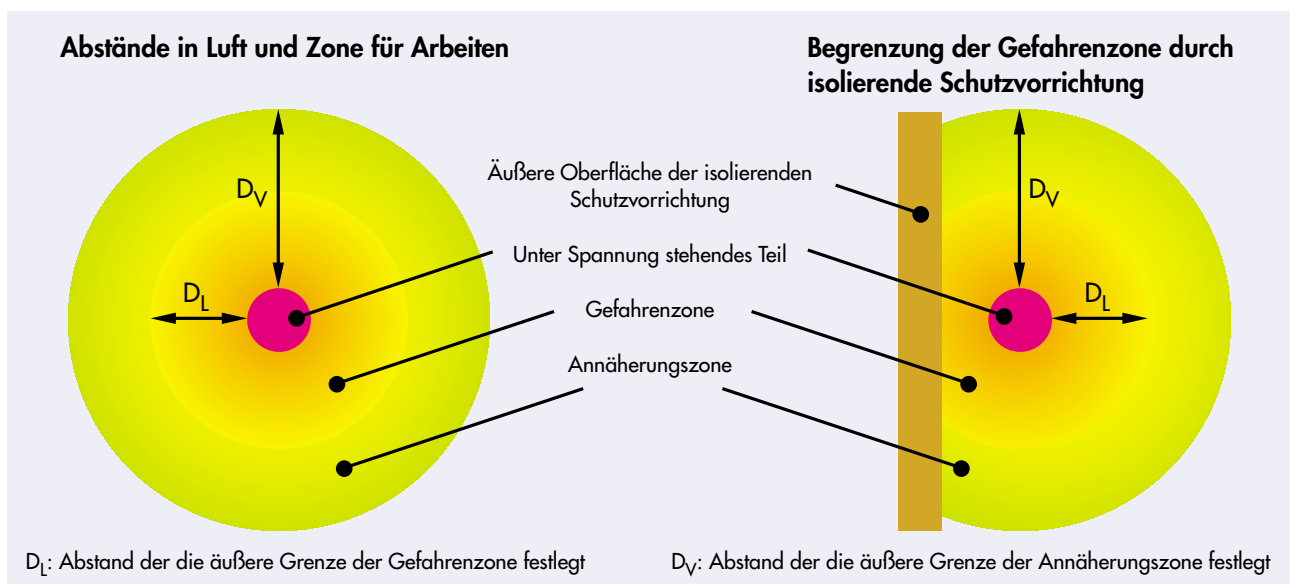 Abstände in Luft und Zone für Arbeiten
Begrenzung der Gefahrenzone durch
isolierende Schutzvorrichtung
DV
DL
Äußere Oberfläche der isolierenden
Schutzvorrichtung
Unter Spannung stehendes Teil
Gefahrenzone
Annäherungszone
DV
DL
DL: Abstand der die äußere Grenze der Gefahrenzone festlegt
DV: Abstand der die äußere Grenze der Annäherungszone festlegt